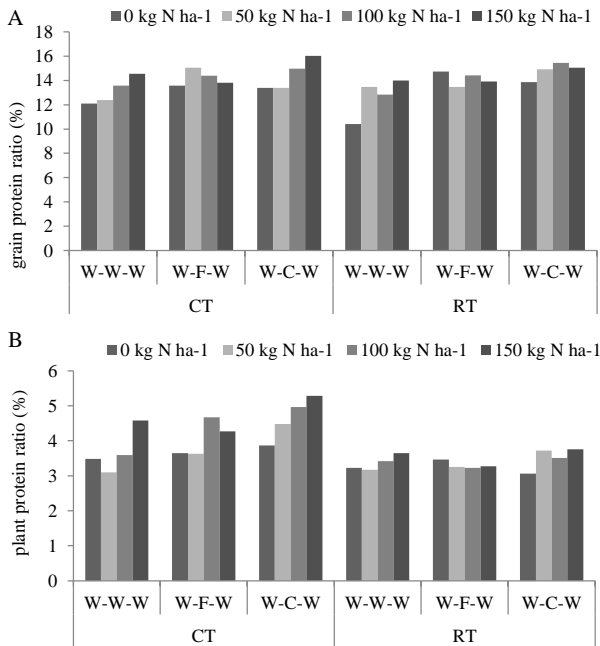 A
0 kg N ha-1 50 kg N ha-1 100 kg N ha-1 150 kg N ha-1
grain protein ratio (%)
18
16
14
12
10
8
6
4
2
0
W-W-W W-F-W W-C-W W-W-W W-F-W W-C-W
CT RT
B
0 kg N ha-1 50 kg N ha-1 100 kg N ha-1 150 kg N ha-1
plant protein ratio (%)
6
5
4
3
2
1
0
W-W-W W-F-W W-C-W W-W-W W-F-W W-C-W
CT RT